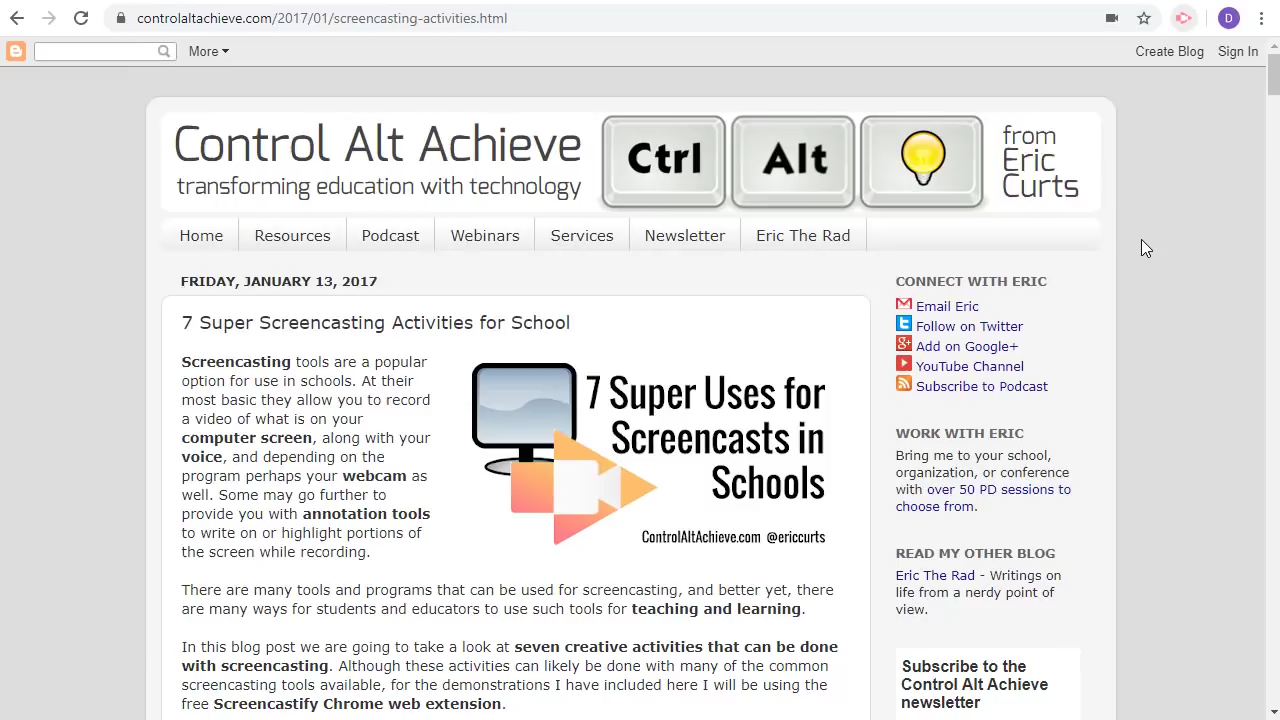 controlaltachieve.com/2017/01/screencasting-activities.html
D
More
Create Blog
Sign In
Control Alt Achieve
transforming education with technology
Ctrl
Alt
from
Eric
Curts
Home
Resources
Podcast
Webinars
Services
Newsletter
Eric The Rad
FRIDAY, JANUARY 13, 2017
7 Super Screencasting Activities for School
Screencasting tools are a popular
option for use in schools. At their
most basic they allow you to record
a video of what is on your
computer screen, along with your
voice, and depending on the
program perhaps your webcam as
well. Some may go further to
provide you with annotation tools
to write on or highlight portions of
the screen while recording.
7 Super Uses for
Screencasts in
Schools
ControlAltAchieve.com @ericcurts
There are many tools and programs that can be used for screencasting, and better yet, there
are many ways for students and educators to use such tools for teaching and learning.
In this blog post we are going to take a look at seven creative activities that can be done
with screencasting. Although these activities can likely be done with many of the common
screencasting tools available, for the demonstrations I have included here I will be using the
free Screencastify Chrome web extension.
CONNECT WITH ERIC
Email Eric
Follow on Twitter
Add on Google+
YouTube Channel
Subscribe to Podcast
WORK WITH ERIC
Bring me to your school,
organization, or conference
with over 50 PD sessions to
choose from.
READ MY OTHER BLOG
Eric The Rad - Writings on
life from a nerdy point of
view.
Subscribe to the
Control Alt Achieve
newsletter